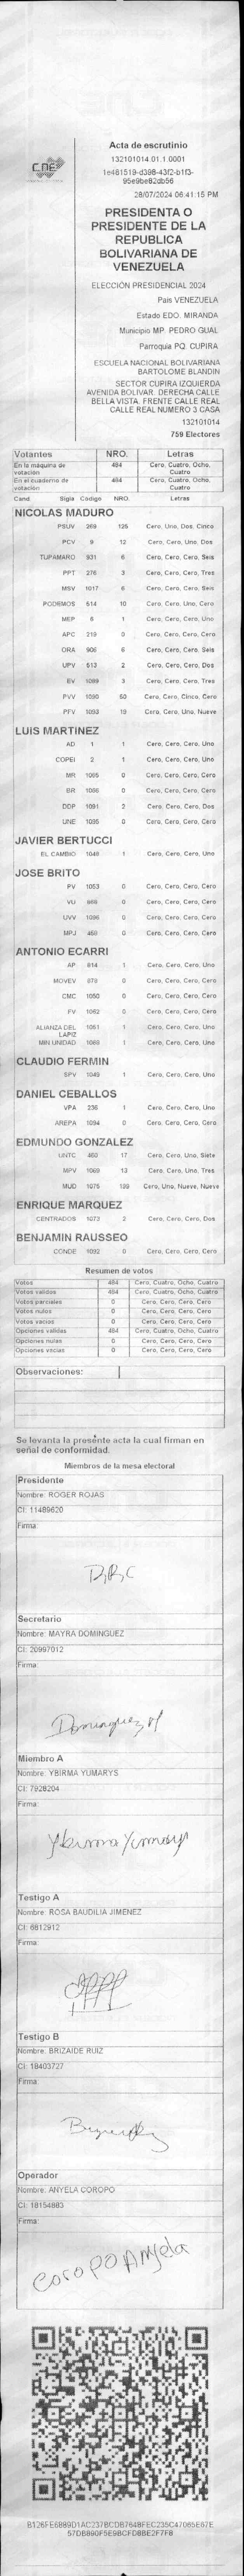 CNE
Acta de escrutinio
132101014.01.1.0001
1e481519-d398-43f2-b1f3-
95e9be82db56
28/07/2024 06:41:15 PM
PRESIDENTA O
PRESIDENTE DE LA
REPUBLICA
BOLIVARIANA DE
VENEZUELA
ELECCIÓN PRESIDENCIAL 2024
País VENEZUELA
Estado EDO. MIRANDA
Municipio MP. PEDRO GUAL
Parroquia PQ. CUPIRA
ESCUELA NACIONAL BOLIVARIANA
BARTOLOME BLANDIN
SECTOR CUPIRA IZQUIERDA
AVENIDA BOLIVAR. DERECHA CALLE
BELLA VISTA. FRENTE CALLE REAL
CALLE REAL NUMERO 3 CASA
132101014
759 Electores
Votantes NRO. Letras
En la máquina de votación 484 Cero, Cuatro, Ocho, Cuatro
En el cuaderno de votación 484 Cero, Cuatro, Ocho, Cuatro
Cand. Sigla Codigo NRO. Letras
NICOLAS MADURO
PSUV 269 125 Cero, Uno, Dos, Cinco
PCV 9 12 Cero, Cero, Uno, Dos
TUPAMARO 931 6 Cero, Cero, Cero, Seis
PPT 276 3 Cero, Cero, Cero, Tres
MSV 1017 6 Cero, Cero, Cero, Seis
PODEMOS 514 10 Cero, Cero, Uno, Cero
MEP 6 1 Cero, Cero, Cero, Uno
APC 219 0 Cero, Cero, Cero, Cero
ORA 906 6 Cero, Cero, Cero, Seis
UPV 513 2 Cero, Cero, Cero, Dos
EV 1089 3 Cero, Cero, Cero, Tres
PVV 1090 50 Cero, Cero, Cinco, Cero
PFV 1093 19 Cero, Cero, Uno, Nueve
LUIS MARTINEZ
AD 1 1 Cero, Cero, Cero, Uno
COPEI 2 1 Cero, Cero, Cero, Uno
MR 1065 0 Cero, Cero, Cero, Cero
BR 1066 0 Cero, Cero, Cero, Cero
DDP 1091 2 Cero, Cero, Cero, Dos
UNE 1095 0 Cero, Cero, Cero, Cero
JAVIER BERTUCCI
EL CAMBIO 1048 1 Cero, Cero, Cero, Uno
JOSE BRITO
PV 1053 0 Cero, Cero, Cero, Cero
VU 0 Cero, Cero, Cero, Cero
UVV 1096 0 Cero, Cero, Cero, Cero
MPJ 458 0 Cero, Cero, Cero, Cero
ANTONIO ECARRI
AP 814 1 Cero, Cero, Cero, Uno
MOVEV 0 Cero, Cero, Cero, Cero
CMC 1050 0 Cero, Cero, Cero, Cero
FV 1062 0 Cero, Cero, Cero, Cero
ALIANZA DEL LAPIZ 1061 1 Cero, Cero, Cero, Uno
MIN UNIDAD 1068 1 Cero, Cero, Cero, Uno
CLAUDIO FERMIN
SPV 1049 1 Cero, Cero, Cero, Uno
DANIEL CEBALLOS
VPA 236 1 Cero, Cero, Cero, Uno
AREPA 1094 0 Cero, Cero, Cero, Cero
EDMUNDO GONZALEZ
UNTC 460 17 Cero, Cero, Uno, Siete
MPV 1069 13 Cero, Cero, Uno, Tres
MUD 1075 199 Cero, Uno, Nueve, Nueve
ENRIQUE MARQUEZ
CENTRADOS 1073 2 Cero, Cero, Cero, Dos
BENJAMIN RAUSSEO
CONDE 1092 0 Cero, Cero, Cero, Cero
Resumen de votos
Votos 484 Cero, Cuatro, Ocho, Cuatro
Votos validos 484 Cero, Cuatro, Ocho, Cuatro
Votos parciales 0 Cero, Cero, Cero, Cero
Votos nulos 0 Cero, Cero, Cero, Cero
Votos vacios 0 Cero, Cero, Cero, Cero
Opciones validas 484 Cero, Cuatro, Ocho, Cuatro
Opciones nulas 0 Cero, Cero, Cero, Cero
Opciones vacias 0 Cero, Cero, Cero, Cero
Observaciones:
Se levanta la presente acta la cual firman en
señal de conformidad.
Miembros de la mesa electoral
Presidente
Nombre: ROGER ROJAS
CI: 11489620
Firma:
Secretario
Nombre: MAYRA DOMINGUEZ
CI: 20997012
Firma:
Dominguez M
Miembro A
Nombre: YBIRMA YUMARYS
CI: 7928204
Firma:
Ybirma Yumarys
Testigo A
Nombre: ROSA BAUDILIA JIMENEZ
CI: 6812912
Firma:
Testigo B
Nombre: BRIZAIDE RUIZ
CI: 18403727
Firma:
Operador
Nombre: ANYELA COROPO
CI: 18154883
Firma:
COROPO ANyela
B126FE6889D1AC237BCDB7648FEC235C47065E67E
57DB890F5E98CFD8BE2F7F8